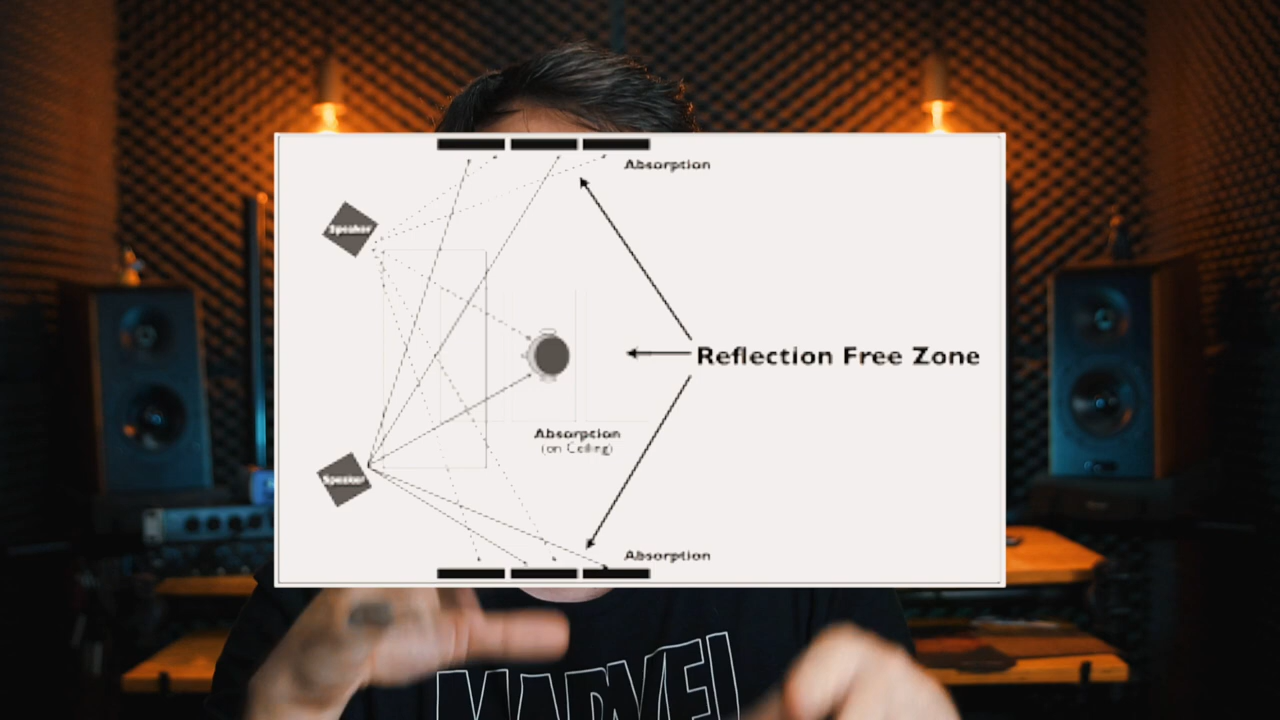 Absorption
Speaker
Reflection Free Zone
Absorption
(on Ceiling)
Speaker
Absorption
MARVEL